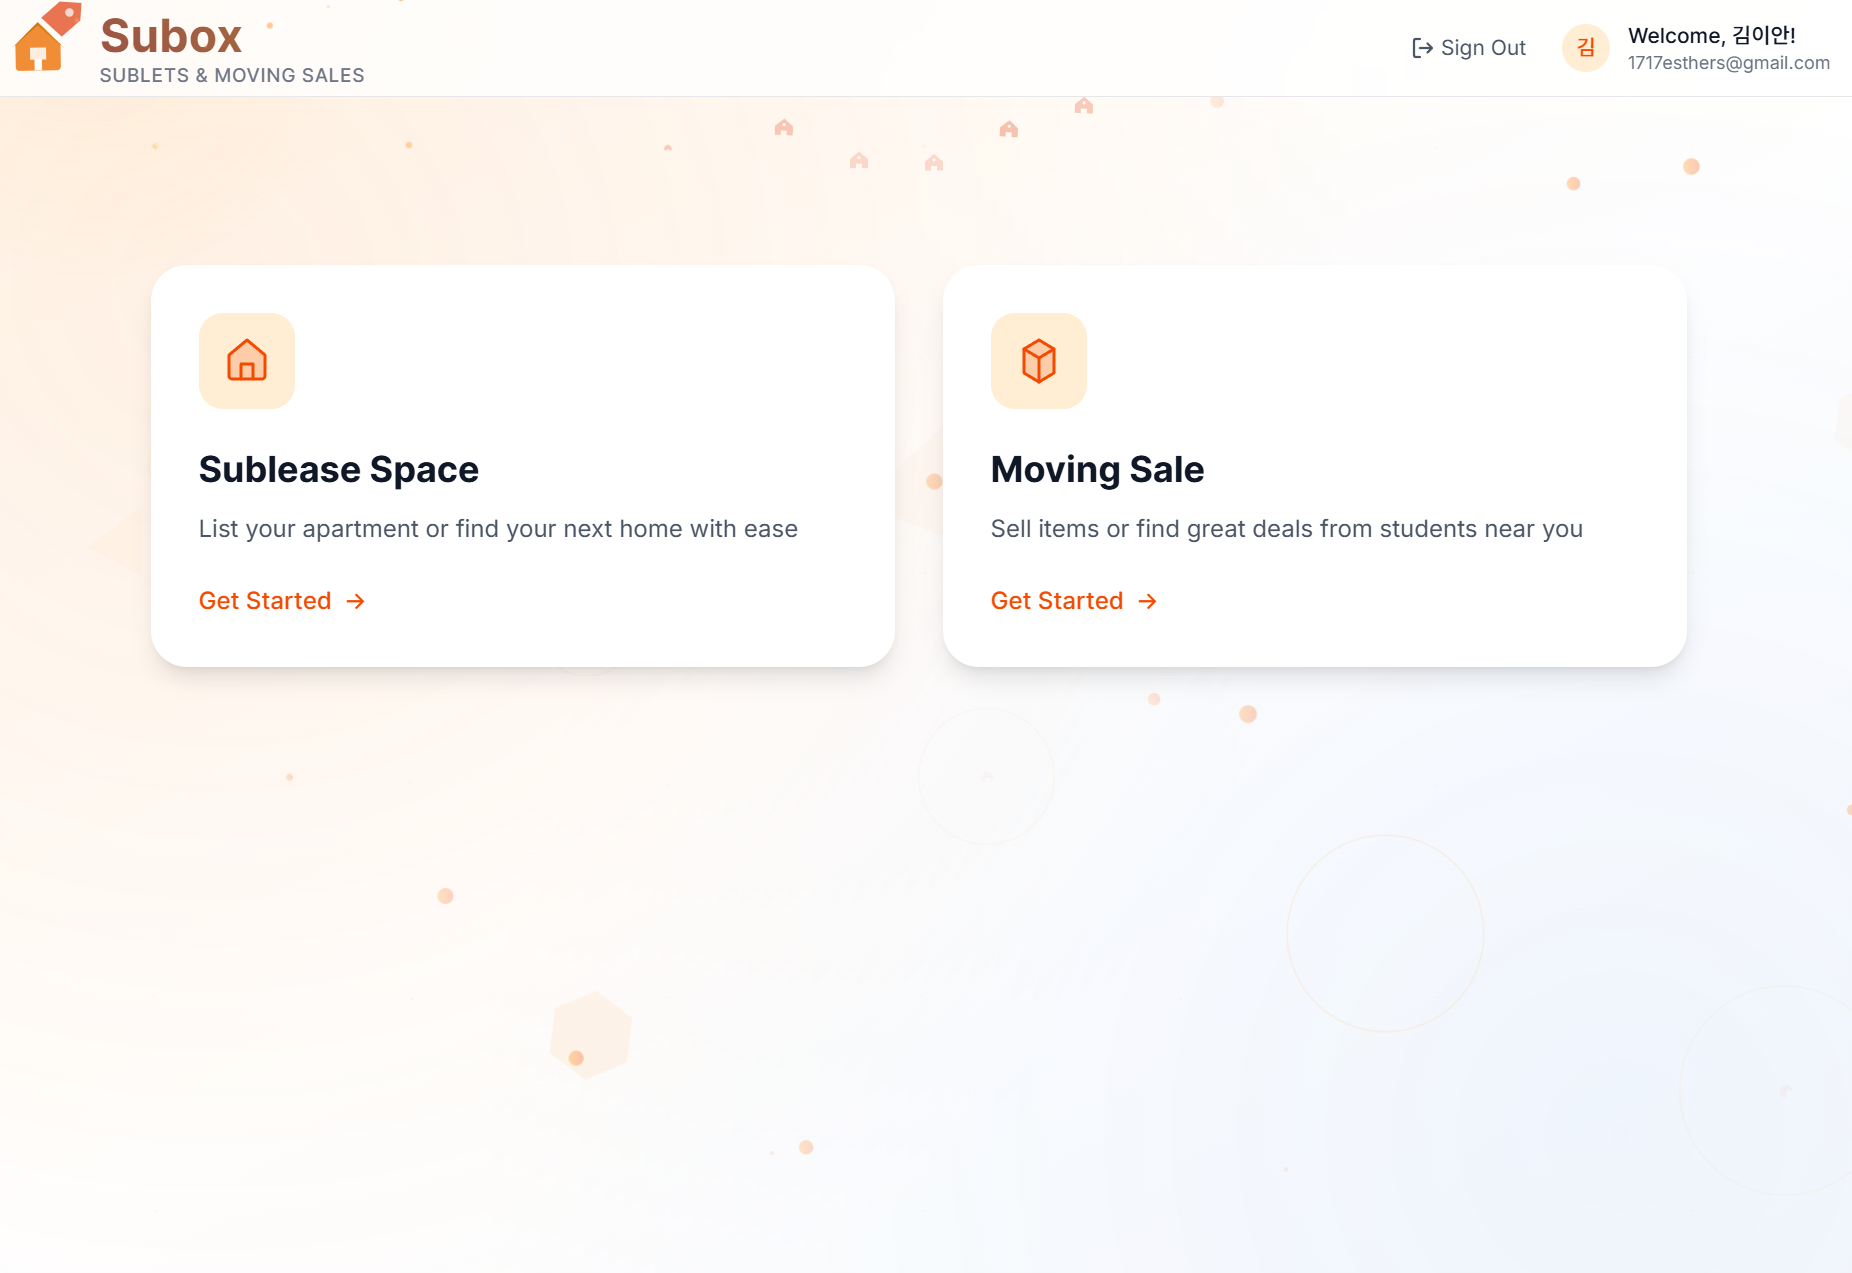 Subox
SUBLETS & MOVING SALES
Sign Out
김
Welcome, 김이안!
1717esthers@gmail.com
Sublease Space
List your apartment or find your next home with ease
Get Started →
Moving Sale
Sell items or find great deals from students near you
Get Started →